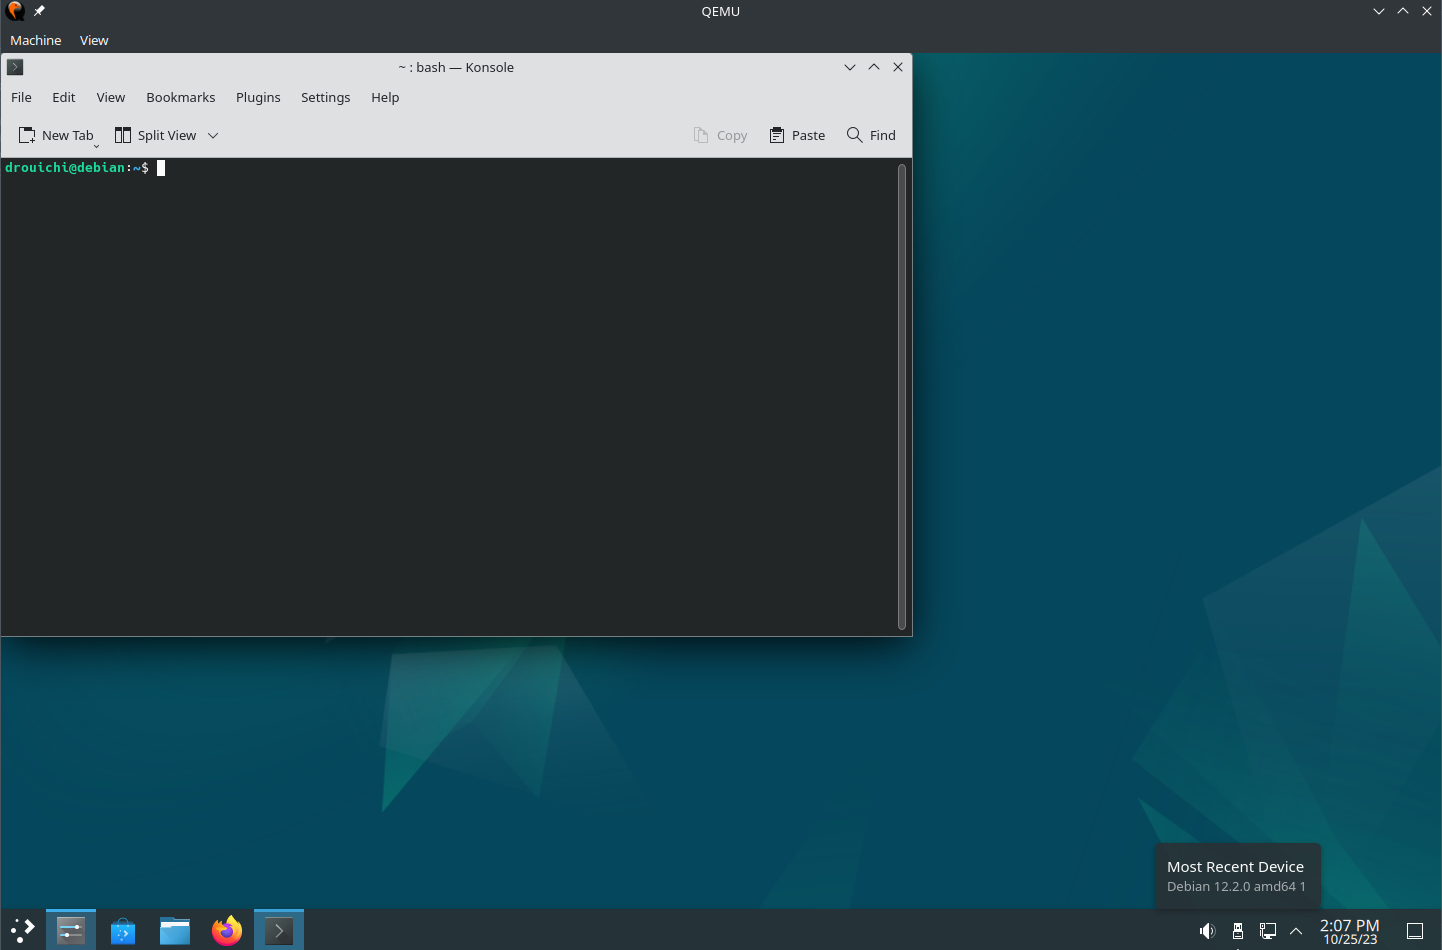 QEMU
Machine View
~ : bash — Konsole
File Edit View Bookmarks Plugins Settings Help
New Tab Split View Copy Paste Find
drouichi@debian:~$
Most Recent Device
Debian 12.2.0 amd64 1
2:07 PM
10/25/23